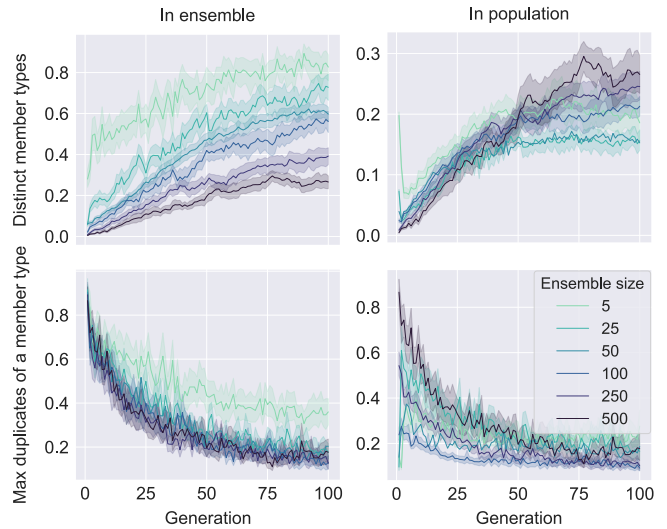 In ensemble
In population
Distinct member types
0.8
0.6
0.4
0.2
0.0
0.3
0.2
0.1
0.0
Max duplicates of a member type
0.8
0.6
0.4
0.2
0.8
0.6
0.4
0.2
Ensemble size
5
25
50
100
250
500
0 25 50 75 100
0 25 50 75 100
Generation
Generation